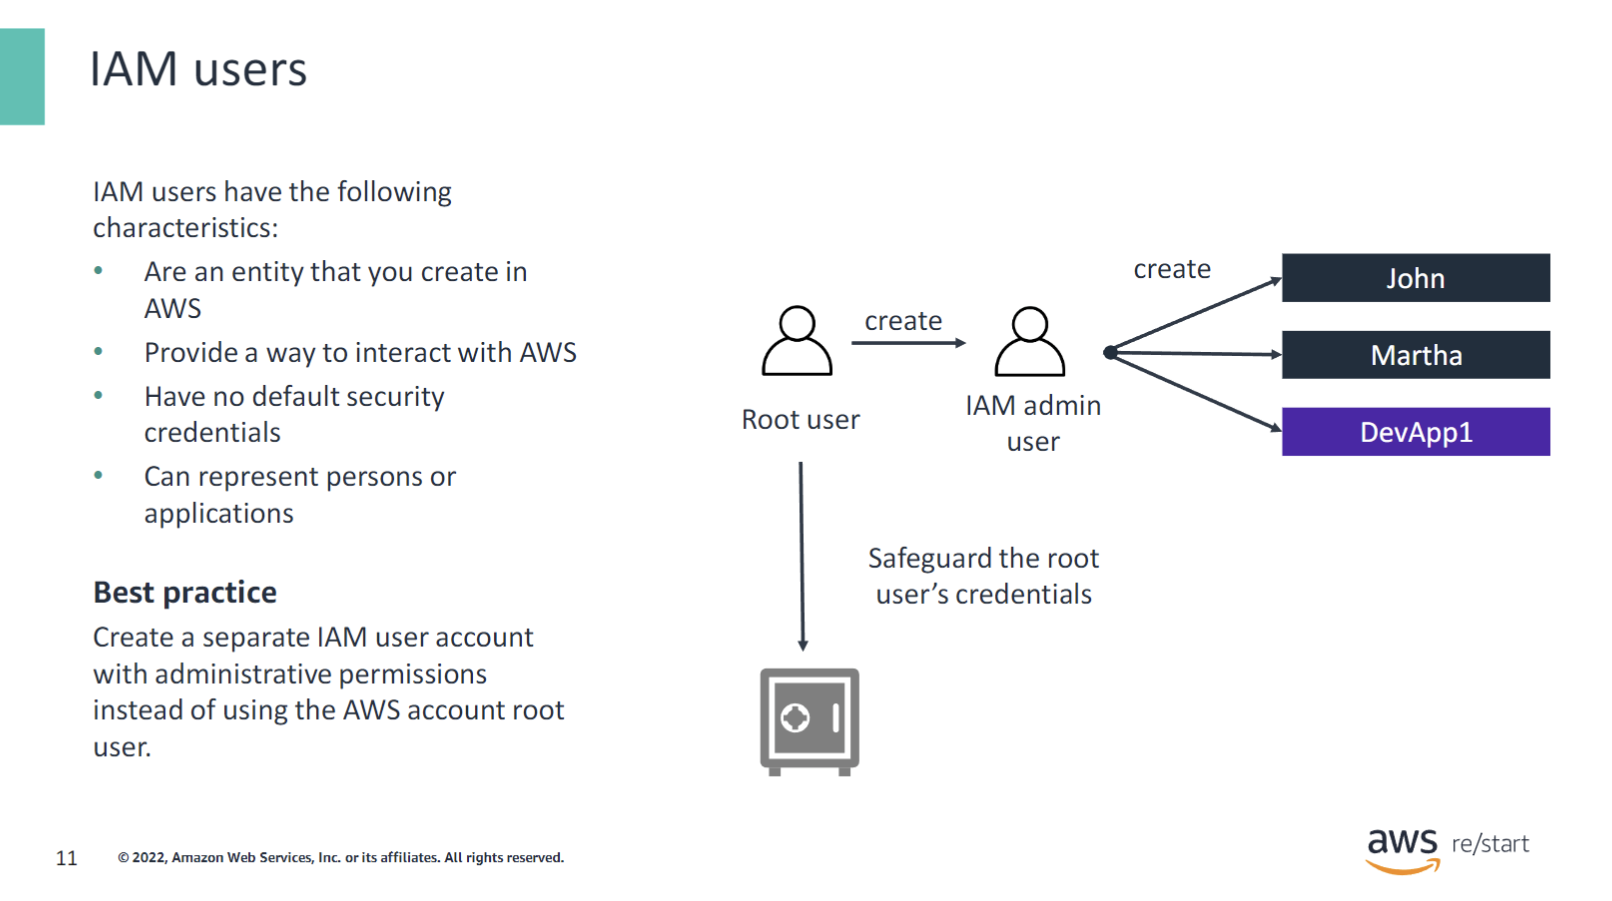 IAM users
IAM users have the following
characteristics:
• Are an entity that you create in
AWS
• Provide a way to interact with AWS
• Have no default security
credentials
• Can represent persons or
applications
Best practice
Create a separate IAM user account
with administrative permissions
instead of using the AWS account root
user.
create
John
create
Martha
Root user
IAM admin
user
DevApp1
Safeguard the root
user’s credentials
11
© 2022, Amazon Web Services, Inc. or its affiliates. All rights reserved.
aws re/start